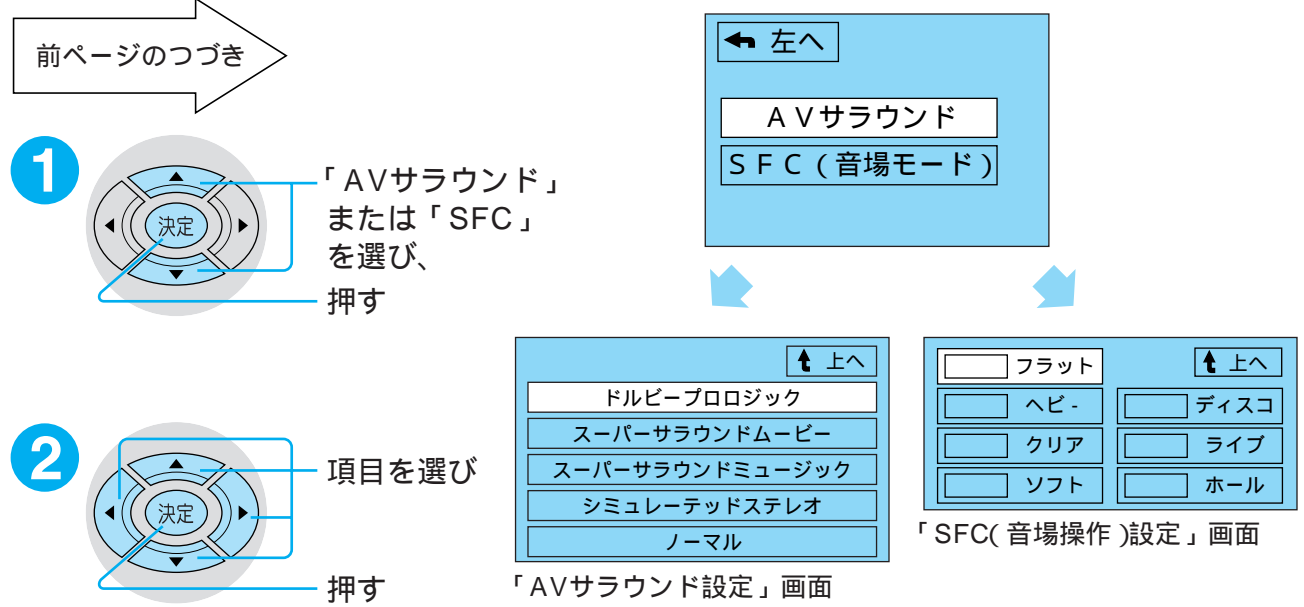 前ページのつづき
1
決定
「AVサラウンド」
または「SFC」
を選び、
押す
左へ
AVサラウンド
SFC(音場モード)
2
決定
項目を選び
押す
上へ
ドルビープロロジック
スーパーサラウンドムービー
スーパーサラウンドミュージック
シミュレーテッドステレオ
ノーマル
「AVサラウンド設定」画面
フラット
上へ
ヘビ-
ディスコ
クリア
ライブ
ソフト
ホール
「SFC(音場操作)設定」画面